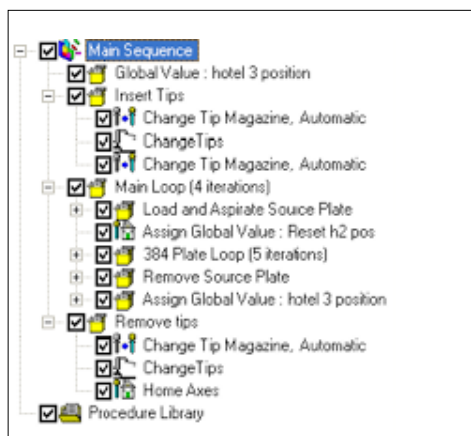 Main Sequence
Global Value : hotel 3 position
Insert Tips
Change Tip Magazine, Automatic
ChangeTips
Change Tip Magazine, Automatic
Main Loop (4 iterations)
Load and Aspirate Source Plate
Assign Global Value : Reset h2 pos
384 Plate Loop (5 iterations)
Remove Source Plate
Assign Global Value : hotel 3 position
Remove tips
Change Tip Magazine, Automatic
ChangeTips
Home Axes
Procedure Library